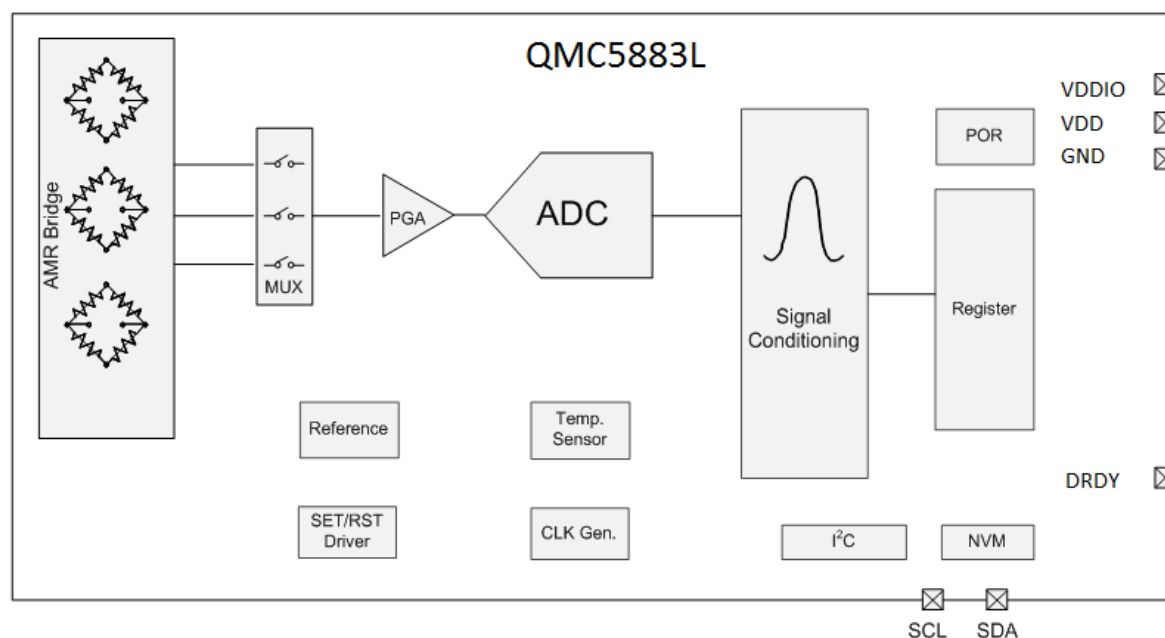 QMC5883L
AMR Bridge
MUX
PGA
ADC
Signal
Conditioning
POR
Register
VDDIO
VDD
GND
Reference
Temp.
Sensor
DRDY
SET/RST
Driver
CLK Gen.
I²C
NVM
SCL
SDA